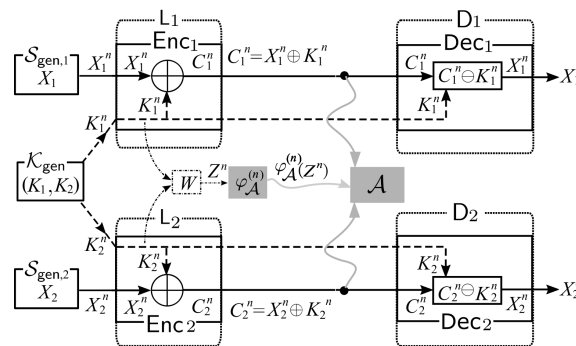 L₁
D₁
Enc₁
Dec₁
𝒮gen,1
X₁
X₁ⁿ
X₁ⁿ
C₁ⁿ
C₁ⁿ=X₁ⁿ⊕K₁ⁿ
C₁ⁿ
C₁ⁿ⊖K₁ⁿ
X₁ⁿ
K₁ⁿ
K₁ⁿ
K₁ⁿ
𝒦gen
(K₁,K₂)
W
Zⁿ
φ𝒜⁽ⁿ⁾
φ𝒜⁽ⁿ⁾(Zⁿ)
𝒜
L₂
D₂
K₂ⁿ
K₂ⁿ
K₂ⁿ
𝒮gen,2
X₂
X₂ⁿ
X₂ⁿ
C₂ⁿ
C₂ⁿ=X₂ⁿ⊕K₂ⁿ
C₂ⁿ
C₂ⁿ⊖K₂ⁿ
X₂ⁿ
Enc₂
Dec₂